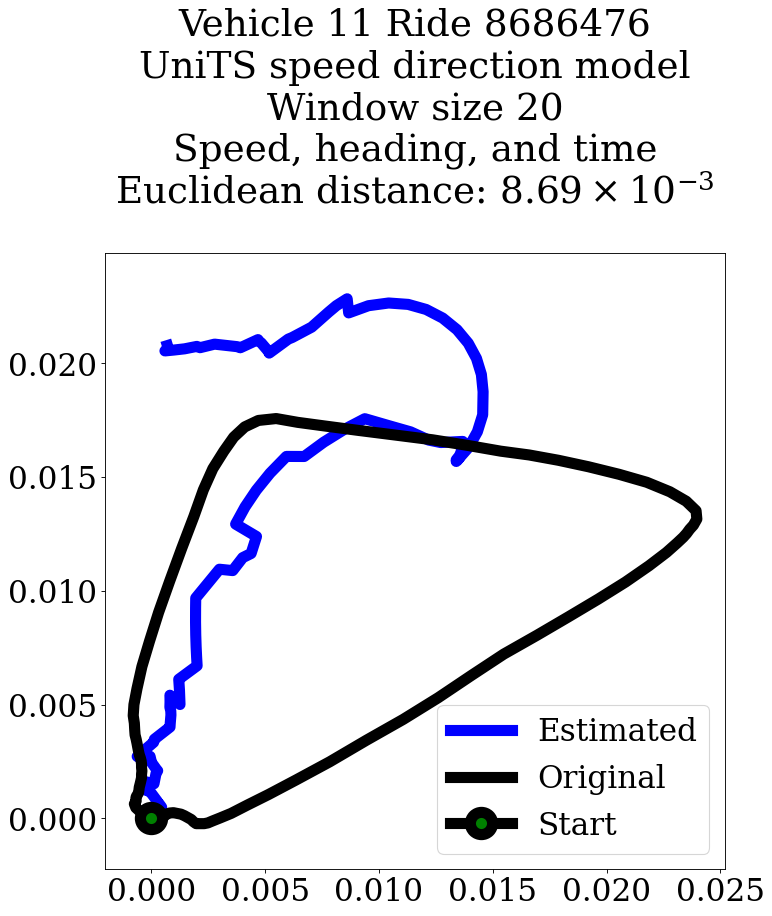 Vehicle 11 Ride 8686476
UniTS speed direction model
Window size 20
Speed, heading, and time
Euclidean distance: 8.69 × 10⁻³
0.020
0.015
0.010
0.005
0.000
Estimated
Original
Start
0.000 0.005 0.010 0.015 0.020 0.025